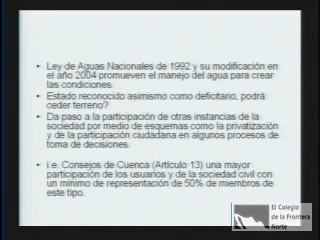 • Ley de Aguas Nacionales de 1992 y su modificación en
el año 2004 promueven el manejo del agua para crear
las condiciones.
• Estado reconocido asimismo como deficitario, podrá
ceder terreno?
• Da paso a la participación de otras instancias de la
sociedad por medio de esquemas como la privatización
y de la participación ciudadana en algunos procesos de
toma de decisiones.
• i.e. Consejos de Cuenca (Artículo 13) una mayor
participación de los usuarios y de la sociedad civil con
un mínimo de representación de 50% de miembros de
este tipo.
El Colegio
de la Frontera
Norte